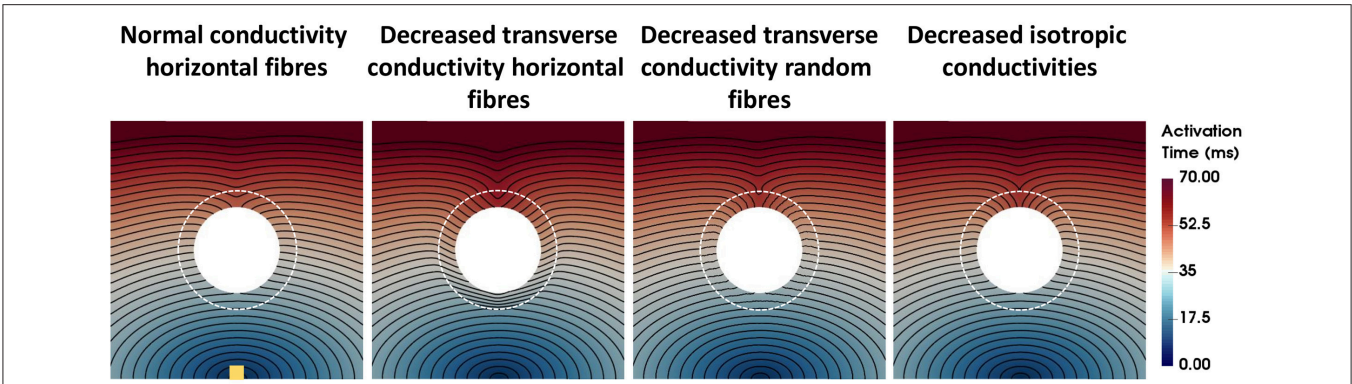 Normal conductivity
horizontal fibres
Decreased transverse
conductivity horizontal
fibres
Decreased transverse
conductivity random
fibres
Decreased isotropic
conductivities
Activation
Time (ms)
70.00
52.5
35
17.5
0.00